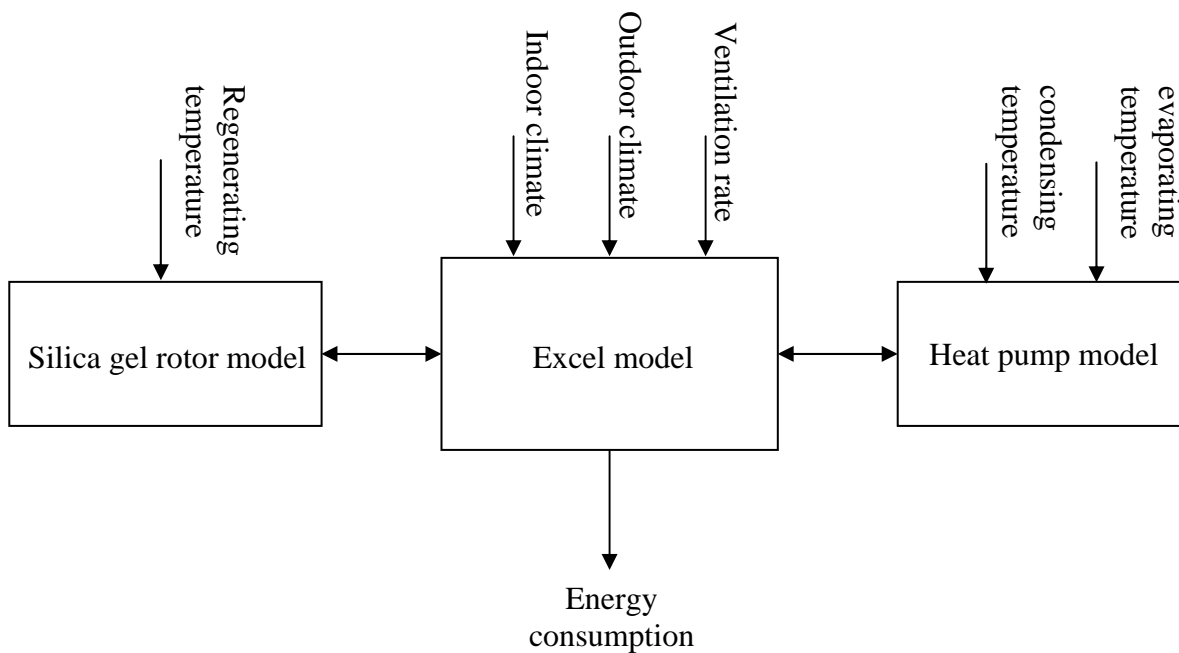 Regenerating
temperature
Indoor climate
Outdoor climate
Ventilation rate
condensing
temperature
evaporating
temperature
Silica gel rotor model
Excel model
Heat pump model
Energy
consumption